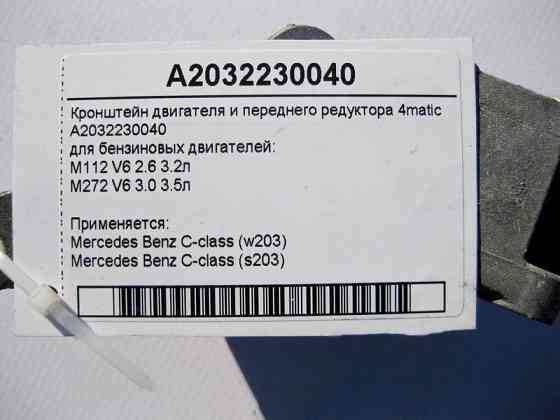 A2032230040
Кронштейн двигателя и переднего редуктора 4matic
A2032230040
для бензиновых двигателей:
M112 V6 2.6 3.2л
M272 V6 3.0 3.5л
Применяется:
Mercedes Benz C-class (w203)
Mercedes Benz C-class (s203)